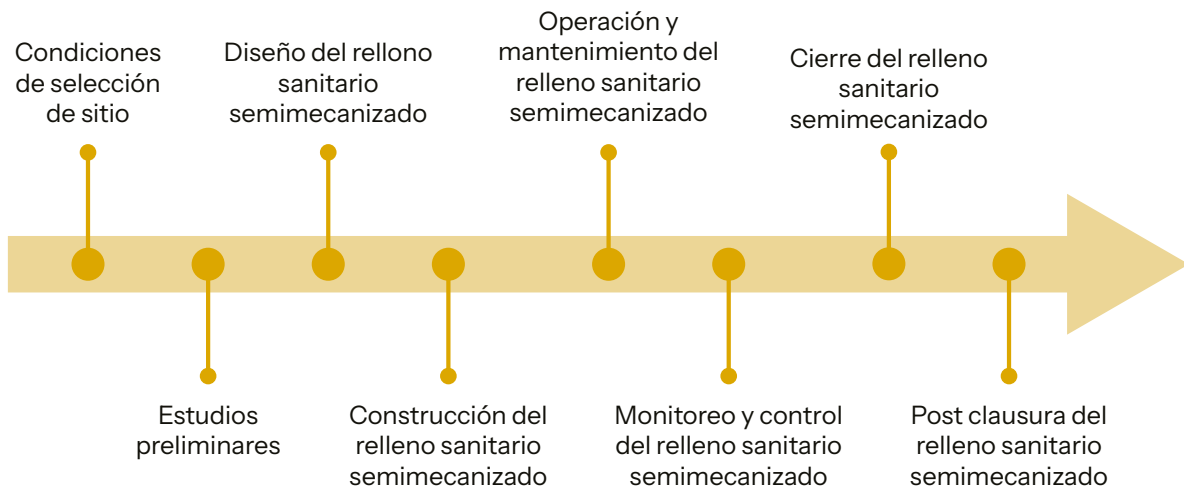 Condiciones
de selección
de sitio
Diseño del rellono
sanitario
semimecanizado
Operación y
mantenimiento del
relleno sanitario
semimecanizado
Cierre del relleno
sanitario
semimecanizado
Estudios
preliminares
Construcción del
relleno sanitario
semimecanizado
Monitoreo y control
del relleno sanitario
semimecanizado
Post clausura del
relleno sanitario
semimecanizado